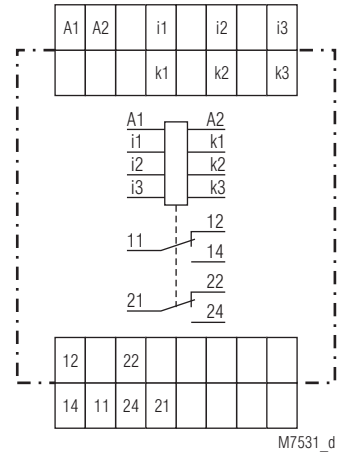 A1 A2 i1 i2 i3
k1 k2 k3
A1 A2
i1 k1
i2 k2
i3 k3
12
11
14
22
21
24
12 22
14 11 24 21
M7531_d